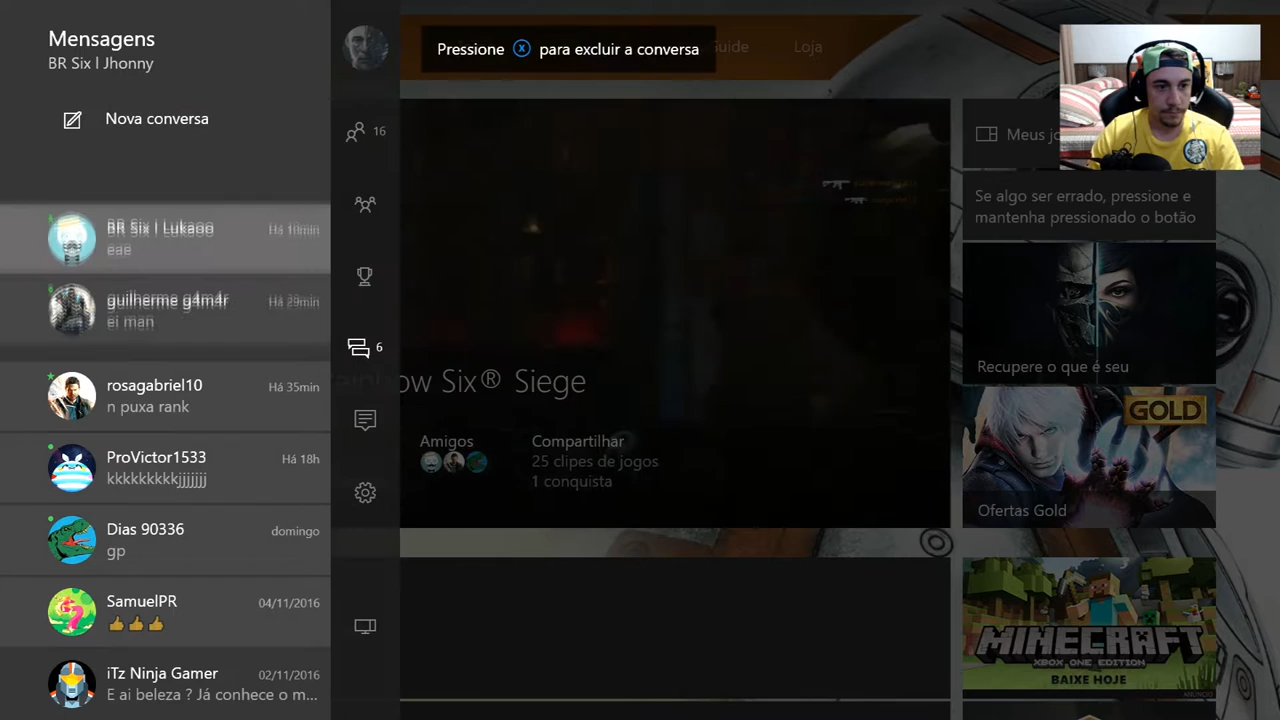 Mensagens
BR Six l Jhonny
Nova conversa
BR Six l Lukaoo
Há 19min
eae
guilherme g4m4r
Há 29min
ei man
rosagabriel10
Há 35min
n puxa rank
ProVictor1533
Há 18h
kkkkkkkkkjjjjjjj
Dias 90336
domingo
gp
SamuelPR
04/11/2016
👍👍👍
iTz Ninja Gamer
02/11/2016
E ai beleza ? Já conhece o m...
16
6
Pressione X para excluir a conversa
Guide
Loja
ow Six® Siege
Amigos
Compartilhar
25 clipes de jogos
1 conquista
Meus jo
Se algo ser errado, pressione e
mantenha pressionado o botão
Recupere o que é seu
GOLD
Ofertas Gold
MINECRAFT
XBOX ONE EDITION
BAIXE HOJE
ANÚNCIO